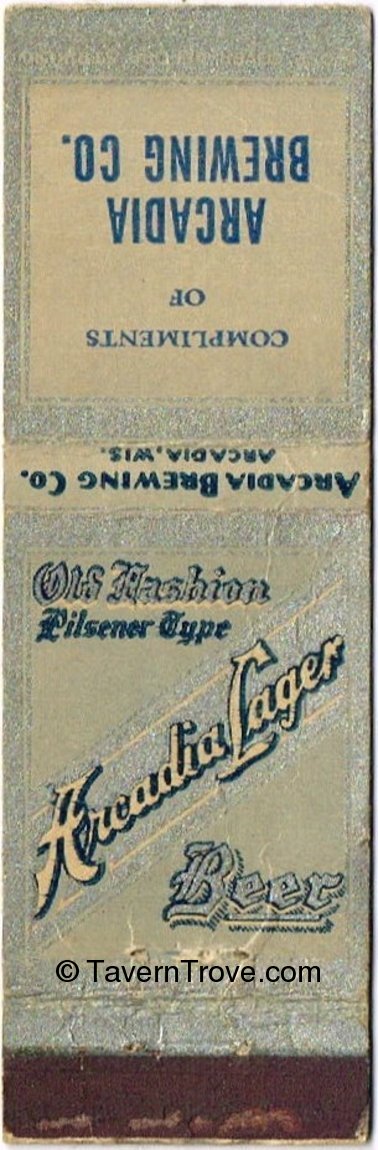 COMPLIMENTS
OF
ARCADIA
BREWING CO.
ARCADIA BREWING CO.
ARCADIA, WIS.
Old Fashion
Pilsener Type
Arcadia Lager
Beer
© TavernTrove.com